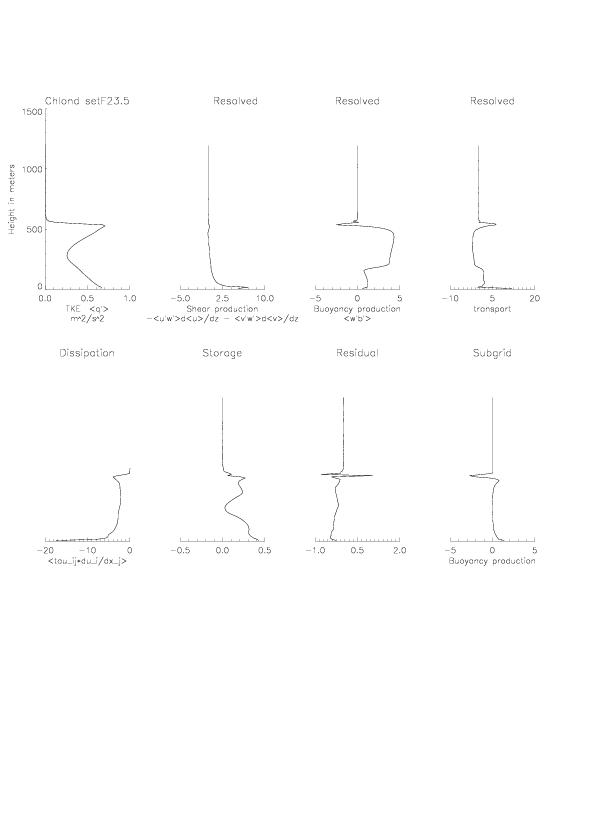 Chlond setF23.5 Resolved Resolved Resolved
1500
1000
500
0
Height in meters
0.0 0.5 1.0 -5.0 2.5 10.0 -5 0 5 -10 5 20
TKE <q'> Shear production Buoyancy production transport
m^2/s^2 -<u'w'>d<u>/dz - <v'w'>d<v>/dz <w'b'>
Dissipation Storage Residual Subgrid
-20 -10 0 -0.5 0.0 0.5 -1.0 0.5 2.0 -5 0 5
<tau_ij*du_i/dx_j> Buoyancy production